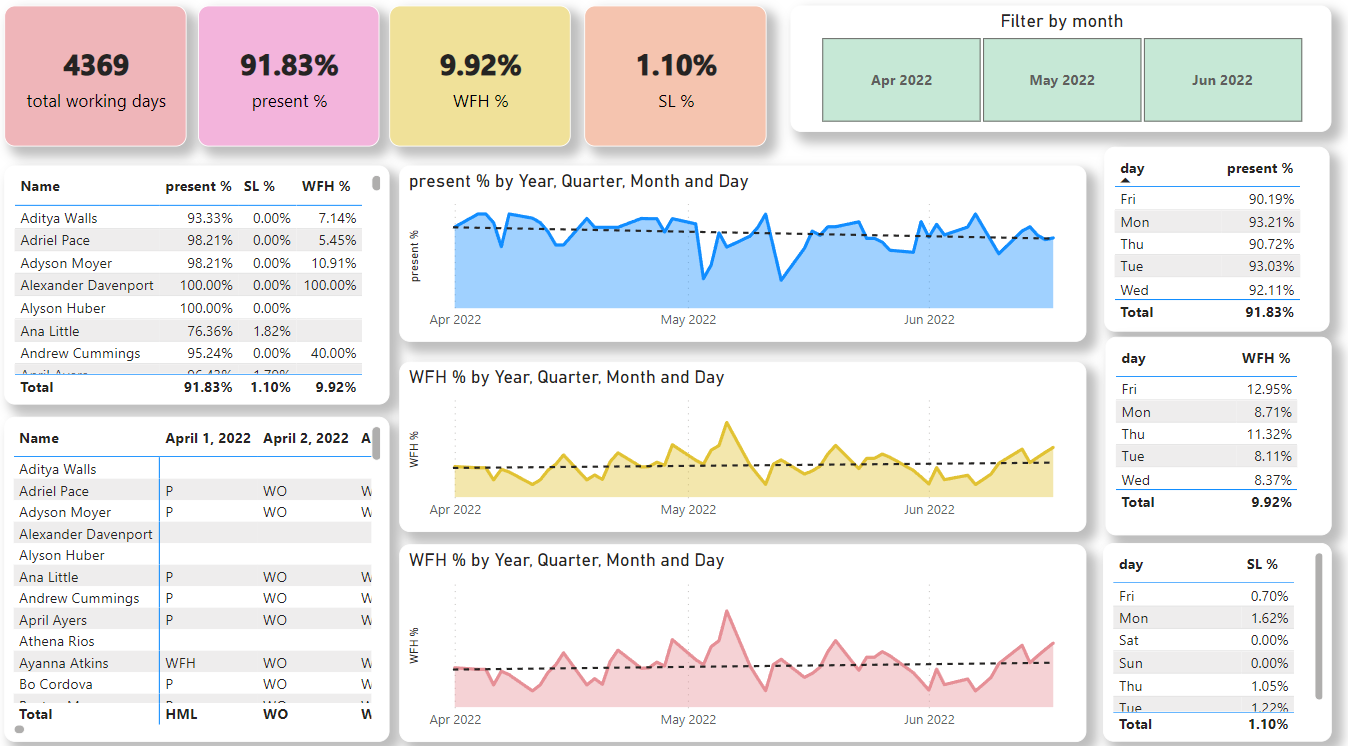 4369
total working days
91.83%
present %
9.92%
WFH %
1.10%
SL %
Filter by month
Apr 2022 May 2022 Jun 2022
Name present % SL % WFH %
Aditya Walls 93.33% 0.00% 7.14%
Adriel Pace 98.21% 0.00% 5.45%
Adyson Moyer 98.21% 0.00% 10.91%
Alexander Davenport 100.00% 0.00% 100.00%
Alyson Huber 100.00% 0.00%
Ana Little 76.36% 1.82%
Andrew Cummings 95.24% 0.00% 40.00%
Total 91.83% 1.10% 9.92%
present % by Year, Quarter, Month and Day
present %
Apr 2022 May 2022 Jun 2022
day present %
Fri 90.19%
Mon 93.21%
Thu 90.72%
Tue 93.03%
Wed 92.11%
Total 91.83%
WFH % by Year, Quarter, Month and Day
WFH %
Apr 2022 May 2022 Jun 2022
day WFH %
Fri 12.95%
Mon 8.71%
Thu 11.32%
Tue 8.11%
Wed 8.37%
Total 9.92%
Name April 1, 2022 April 2, 2022 A
Aditya Walls
Adriel Pace P WO W
Adyson Moyer P WO W
Alexander Davenport
Alyson Huber
Ana Little P WO W
Andrew Cummings P WO W
April Ayers P WO W
Athena Rios
Ayanna Atkins WFH WO W
Bo Cordova P WO W
Total HML WO W
WFH % by Year, Quarter, Month and Day
WFH %
Apr 2022 May 2022 Jun 2022
day SL %
Fri 0.70%
Mon 1.62%
Sat 0.00%
Sun 0.00%
Thu 1.05%
Tue 1.22%
Total 1.10%